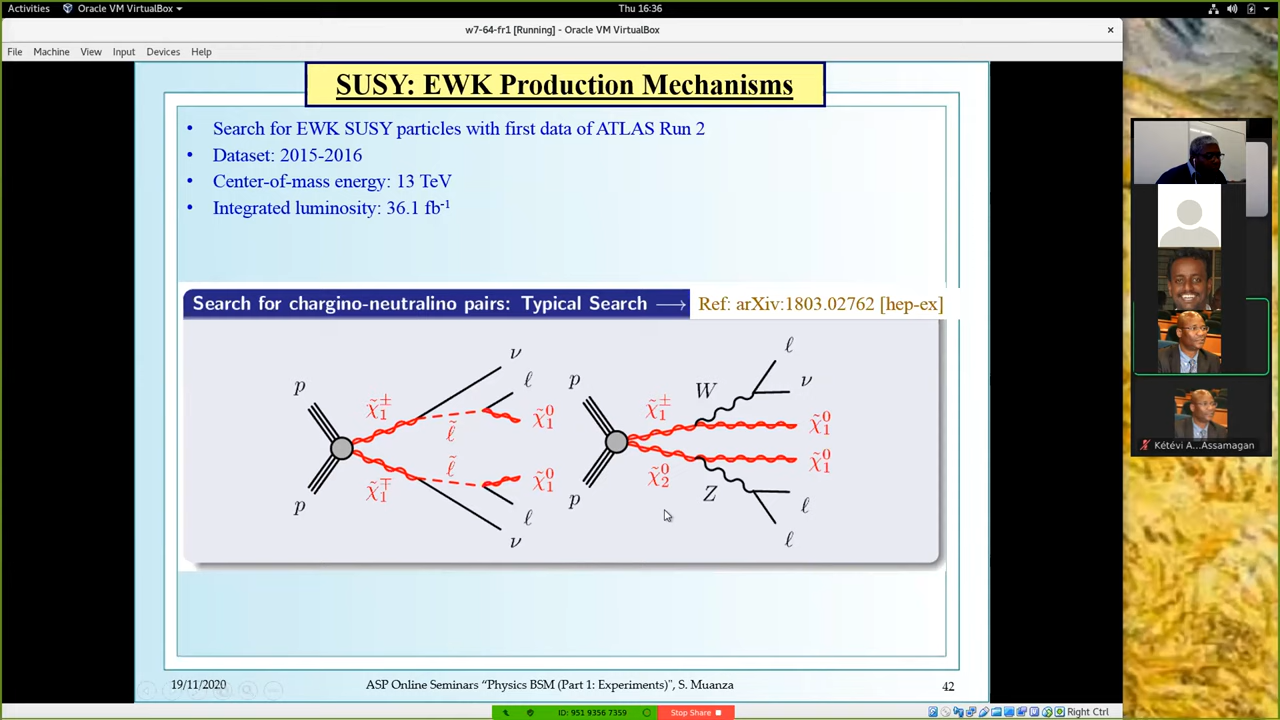 Activities Oracle VM VirtualBox Thu 16:36
w7-64-fr1 [Running] - Oracle VM VirtualBox ×
File Machine View Input Devices Help
SUSY: EWK Production Mechanisms
• Search for EWK SUSY particles with first data of ATLAS Run 2
• Dataset: 2015-2016
• Center-of-mass energy: 13 TeV
• Integrated luminosity: 36.1 fb⁻¹
Search for chargino-neutralino pairs: Typical Search ⟶ Ref: arXiv:1803.02762 [hep-ex]
p χ̃₁± ν ℓ ℓ̃ χ̃₁⁰
p χ̃₁∓ ℓ̃ χ̃₁⁰ ℓ ν
p χ̃₁± W ℓ ν χ̃₁⁰
p χ̃₂⁰ Z χ̃₁⁰ ℓ ℓ
Kétévi A... Assamagan
19/11/2020 ASP Online Seminars “Physics BSM (Part 1: Experiments)", S. Muanza 42
ID: 951 9356 7359 Stop Share Right Ctrl